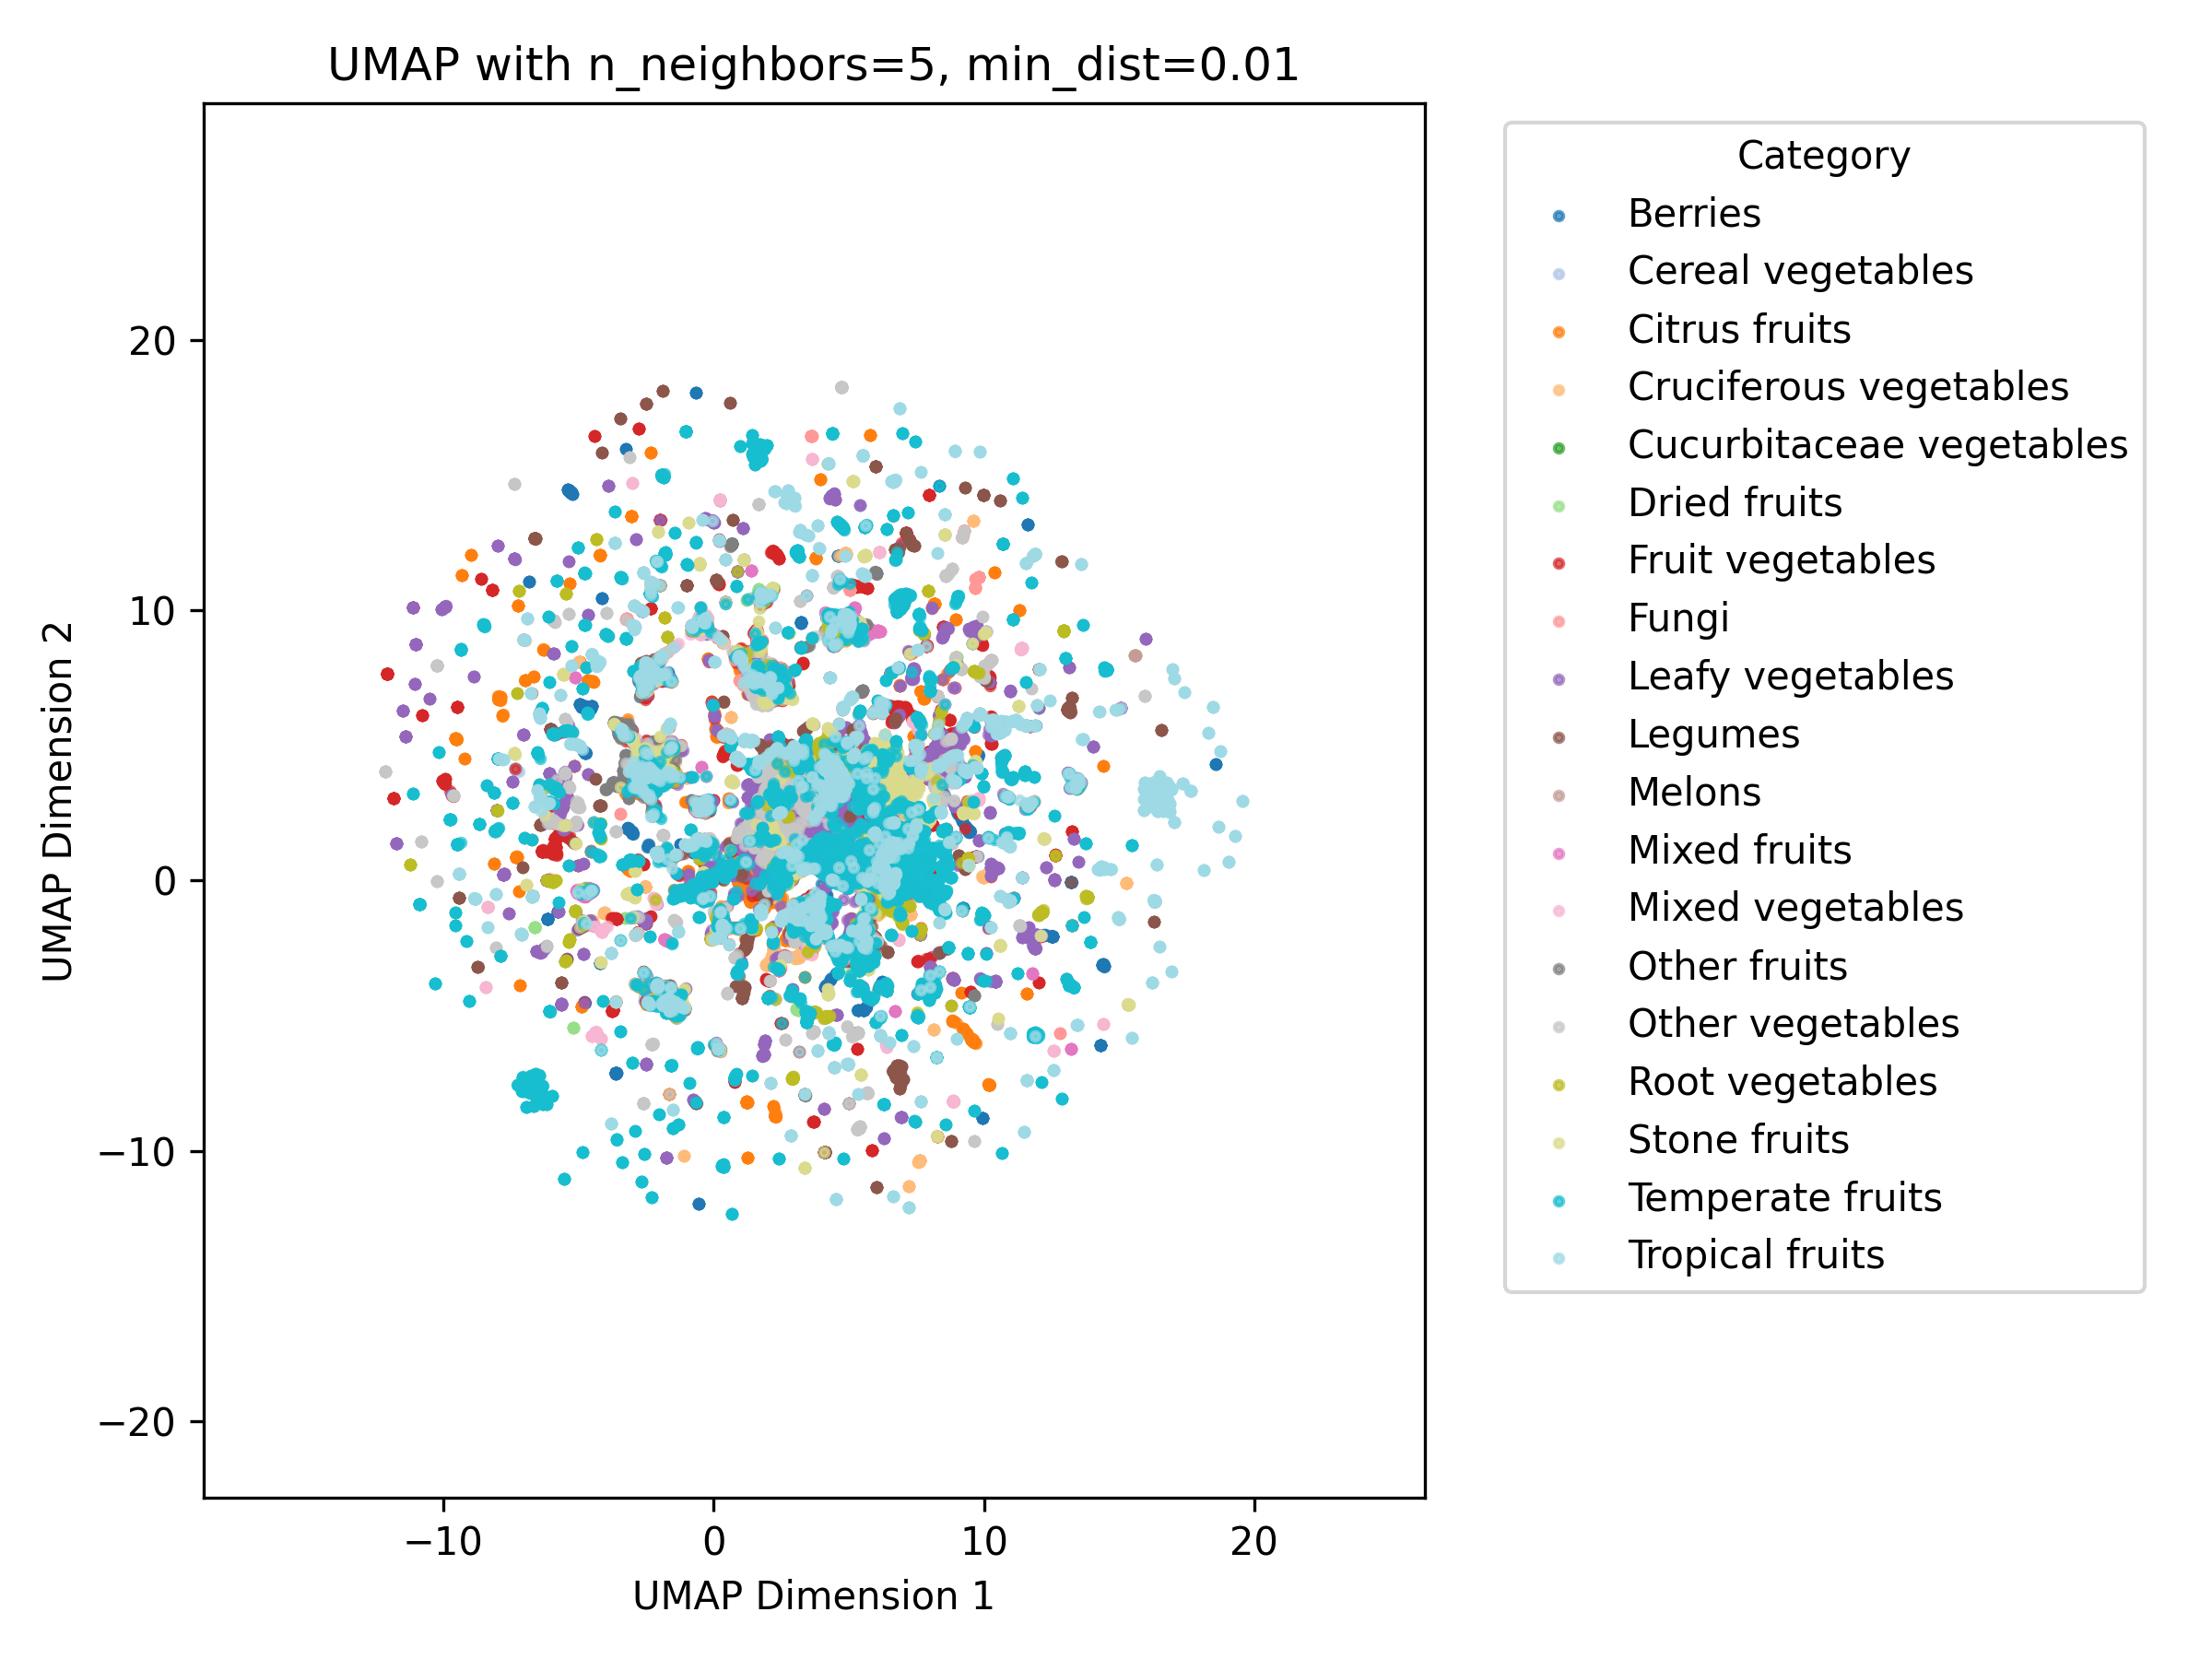 UMAP with n_neighbors=5, min_dist=0.01
Category
Berries
Cereal vegetables
Citrus fruits
Cruciferous vegetables
Cucurbitaceae vegetables
Dried fruits
Fruit vegetables
Fungi
Leafy vegetables
Legumes
Melons
Mixed fruits
Mixed vegetables
Other fruits
Other vegetables
Root vegetables
Stone fruits
Temperate fruits
Tropical fruits
UMAP Dimension 2
20
10
0
−10
−20
−10 0 10 20
UMAP Dimension 1